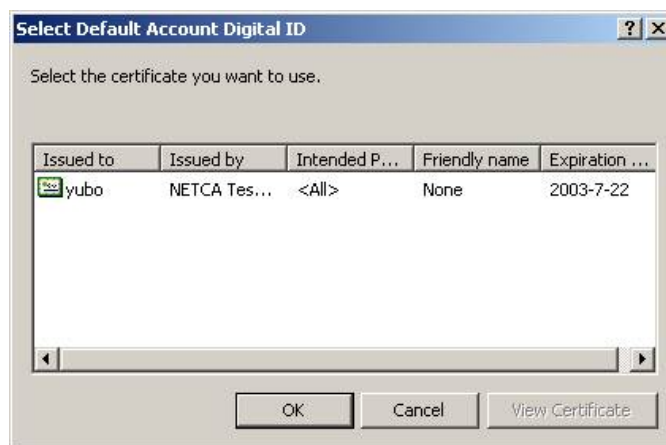 Select Default Account Digital ID
Select the certificate you want to use.
Issued to Issued by Intended P... Friendly name Expiration ...
yubo NETCA Tes... <All> None 2003-7-22
OK Cancel View Certificate